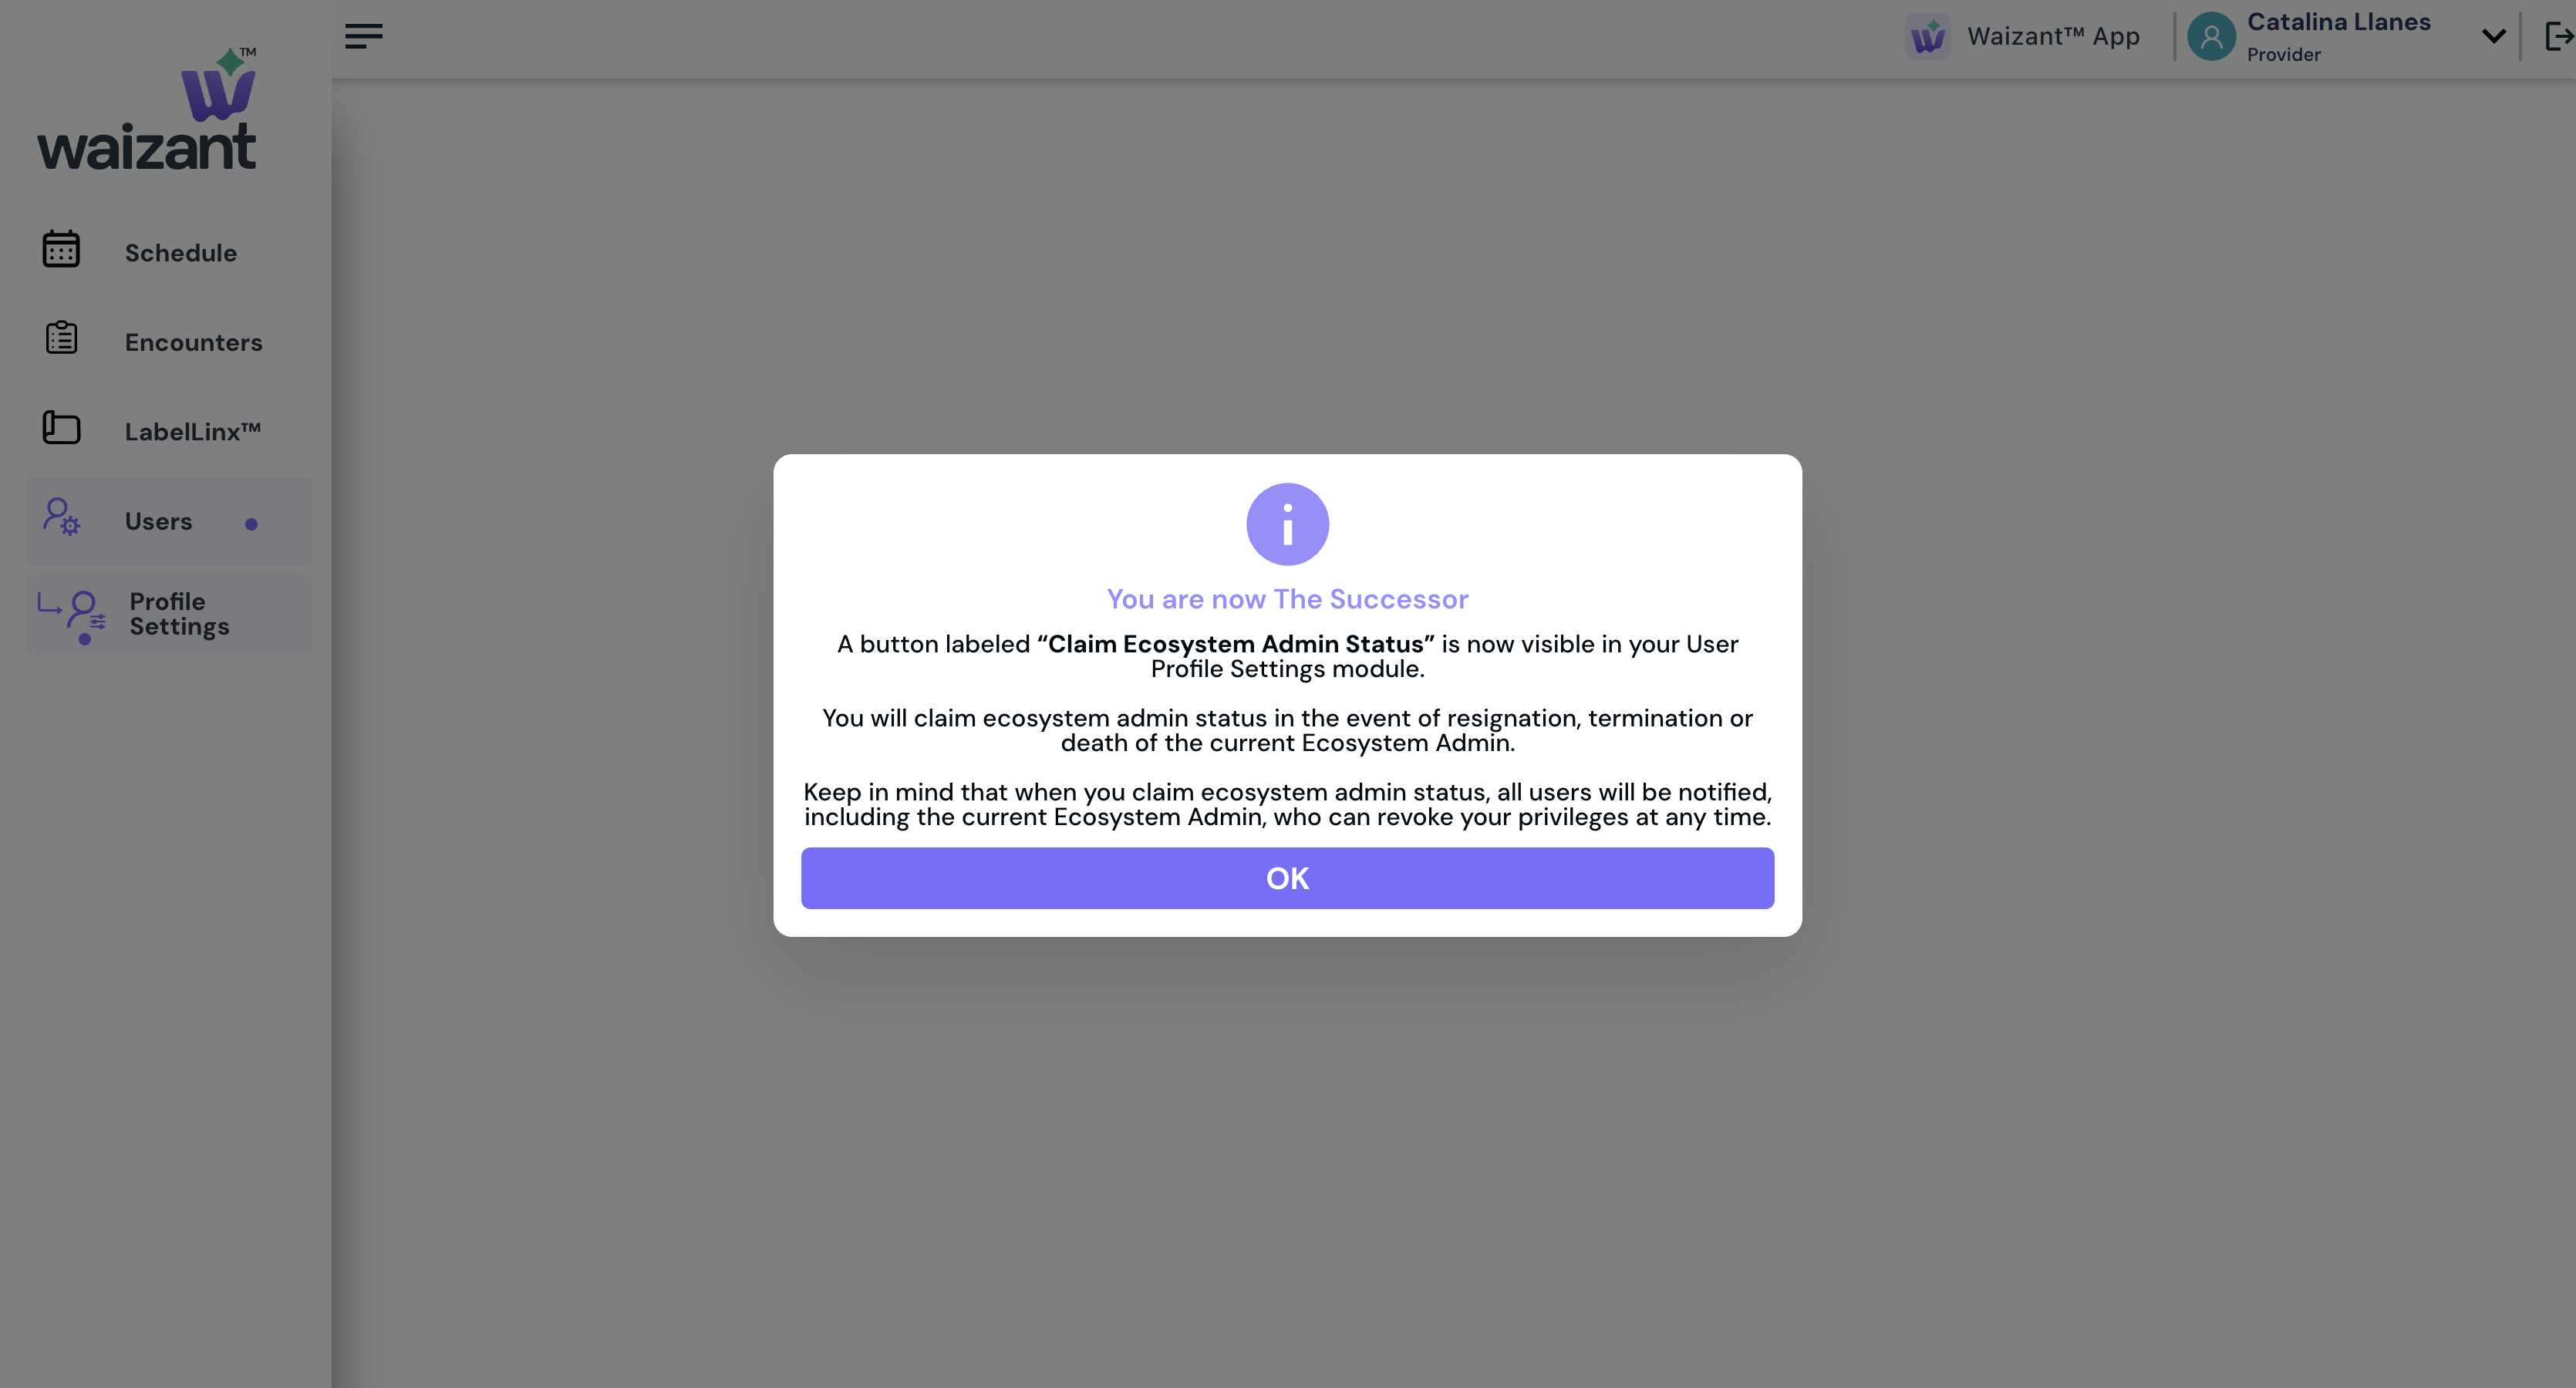 waizant™
Schedule
Encounters
LabelLinx™
Users
Profile
Settings
Waizant™ App
Catalina Llanes
Provider
You are now The Successor
A button labeled “Claim Ecosystem Admin Status” is now visible in your User
Profile Settings module.
You will claim ecosystem admin status in the event of resignation, termination or
death of the current Ecosystem Admin.
Keep in mind that when you claim ecosystem admin status, all users will be notified,
including the current Ecosystem Admin, who can revoke your privileges at any time.
OK